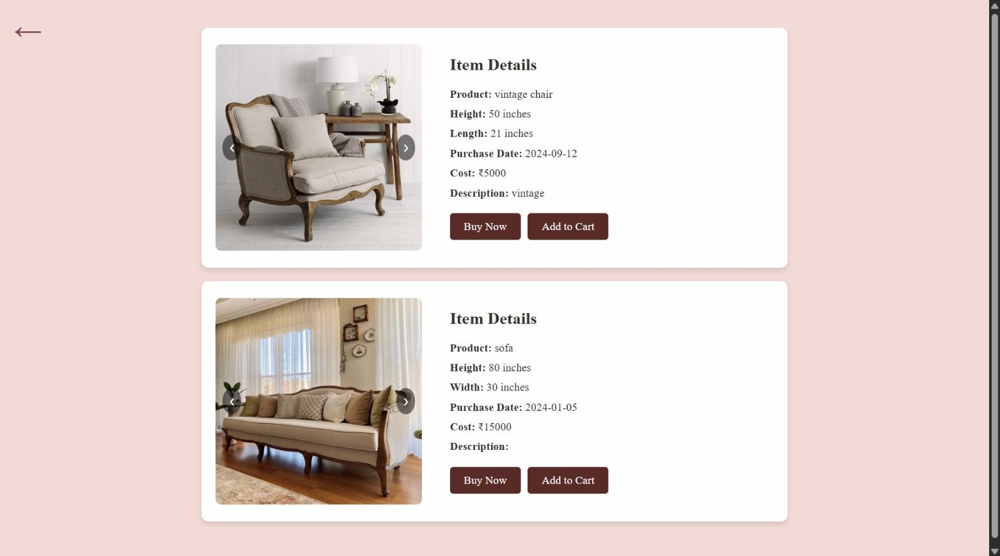 Item Details
Product: vintage chair
Height: 50 inches
Length: 21 inches
Purchase Date: 2024-09-12
Cost: ₹5000
Description: vintage
Buy Now
Add to Cart
Item Details
Product: sofa
Height: 80 inches
Width: 30 inches
Purchase Date: 2024-01-05
Cost: ₹15000
Description:
Buy Now
Add to Cart